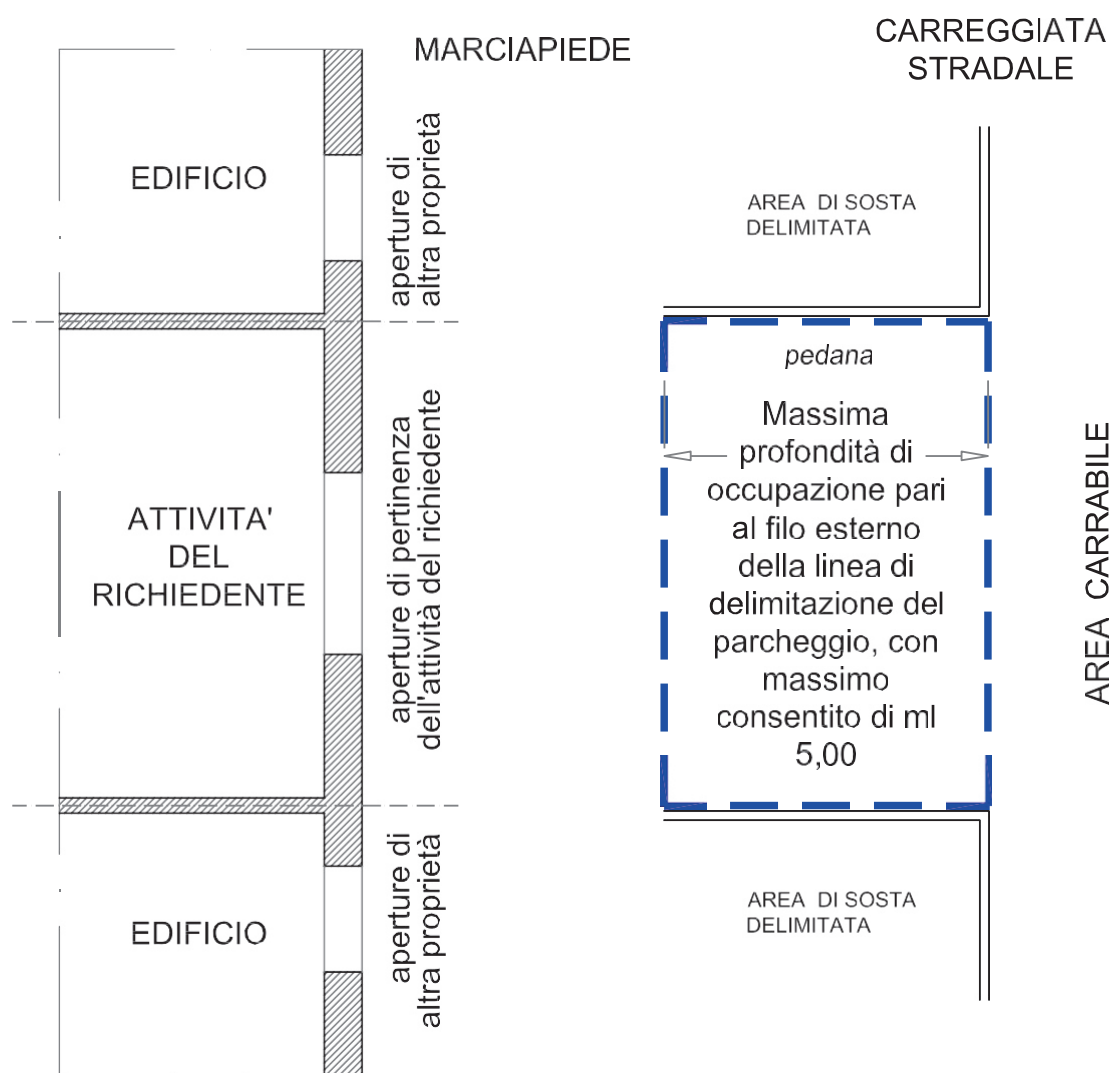 MARCIAPIEDE
CARREGGIATA
STRADALE
EDIFICIO
aperture di
altra proprietà
AREA DI SOSTA
DELIMITATA
pedana
Massima
profondità di
occupazione pari
al filo esterno
della linea di
delimitazione del
parcheggio, con
massimo
consentito di ml
5,00
ATTIVITA'
DEL
RICHIEDENTE
aperture di pertinenza
dell'attività del richiedente
AREA CARRABILE
EDIFICIO
aperture di
altra proprietà
AREA DI SOSTA
DELIMITATA